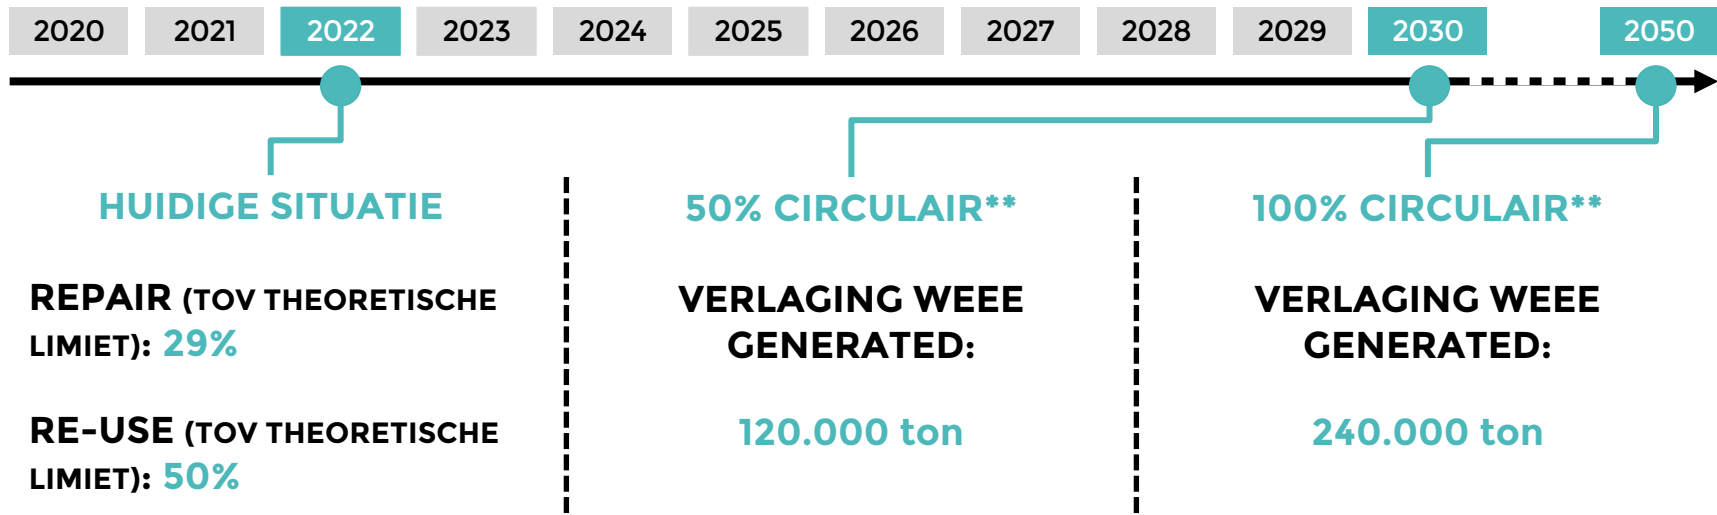 2020 2021 2022 2023 2024 2025 2026 2027 2028 2029 2030 2050
HUIDIGE SITUATIE
REPAIR (TOV THEORETISCHE
LIMIET): 29%
RE-USE (TOV THEORETISCHE
LIMIET): 50%
50% CIRCULAIR**
VERLAGING WEEE
GENERATED:
120.000 ton
100% CIRCULAIR**
VERLAGING WEEE
GENERATED:
240.000 ton